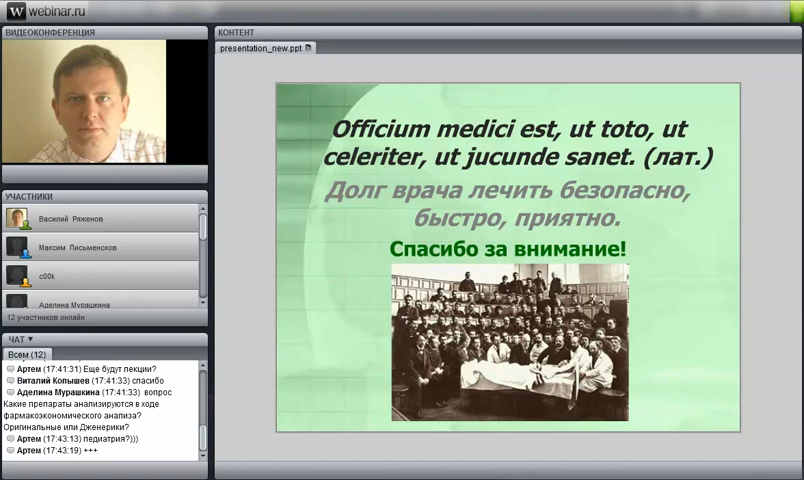 webinar.ru
ВИДЕОКОНФЕРЕНЦИЯ
УЧАСТНИКИ
Василий Ряженов
Максим Письменсков
c00k
Аделина Мурашкина
12 участников онлайн
ЧАТ
Всем (12)
Артем (17:41:31) Еще будут лекции?
Виталий Копышев (17:41:33) спасибо
Аделина Мурашкина (17:41:33) вопрос
Какие препараты анализируются в ходе
фармакоэкономического анализа?
Оригинальные или Дженерики?
Артем (17:43:13) педиатрия?)))
Артем (17:43:19) +++
КОНТЕНТ
presentation_new.ppt
Officium medici est, ut toto, ut
celeriter, ut jucunde sanet. (лат.)
Долг врача лечить безопасно,
быстро, приятно.
Спасибо за внимание!